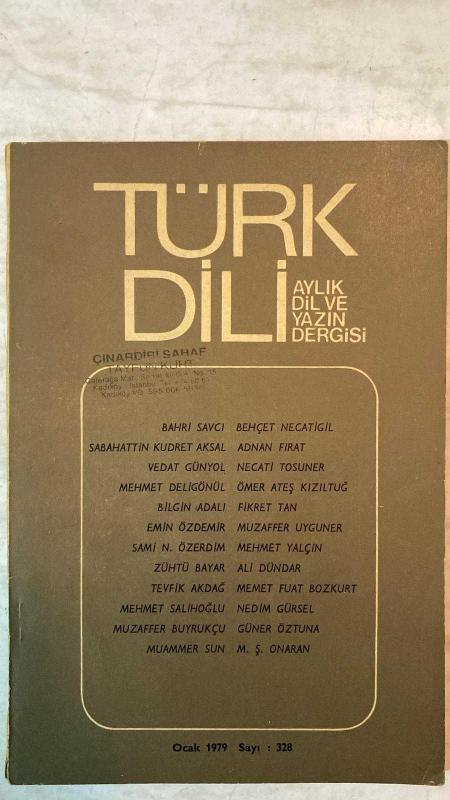 TÜRK
DİLİ
AYLIK
DİL VE
YAZIN
DERGİSİ
ÇINARDİBİ SAHAF
TAYFUN KURT
BAHRİ SAVCI BEHÇET NECATİGİL
SABAHATTİN KUDRET AKSAL ADNAN FIRAT
VEDAT GÜNYOL NECATİ TOSUNER
MEHMET DELİGÖNÜL ÖMER ATEŞ KIZILTUĞ
BİLGİN ADALI FİKRET TAN
EMİN ÖZDEMİR MUZAFFER UYGUNER
SAMİ N. ÖZERDİM MEHMET YALÇIN
ZÜHTÜ BAYAR ALİ DÜNDAR
TEVFİK AKDAĞ MEMET FUAT BOZKURT
MEHMET SALİHOĞLU NEDİM GÜRSEL
MUZAFFER BUYRUKÇU GÜNER ÖZTUNA
MUAMMER SUN M. Ş. ONARAN
Ocak 1979 Sayı : 328